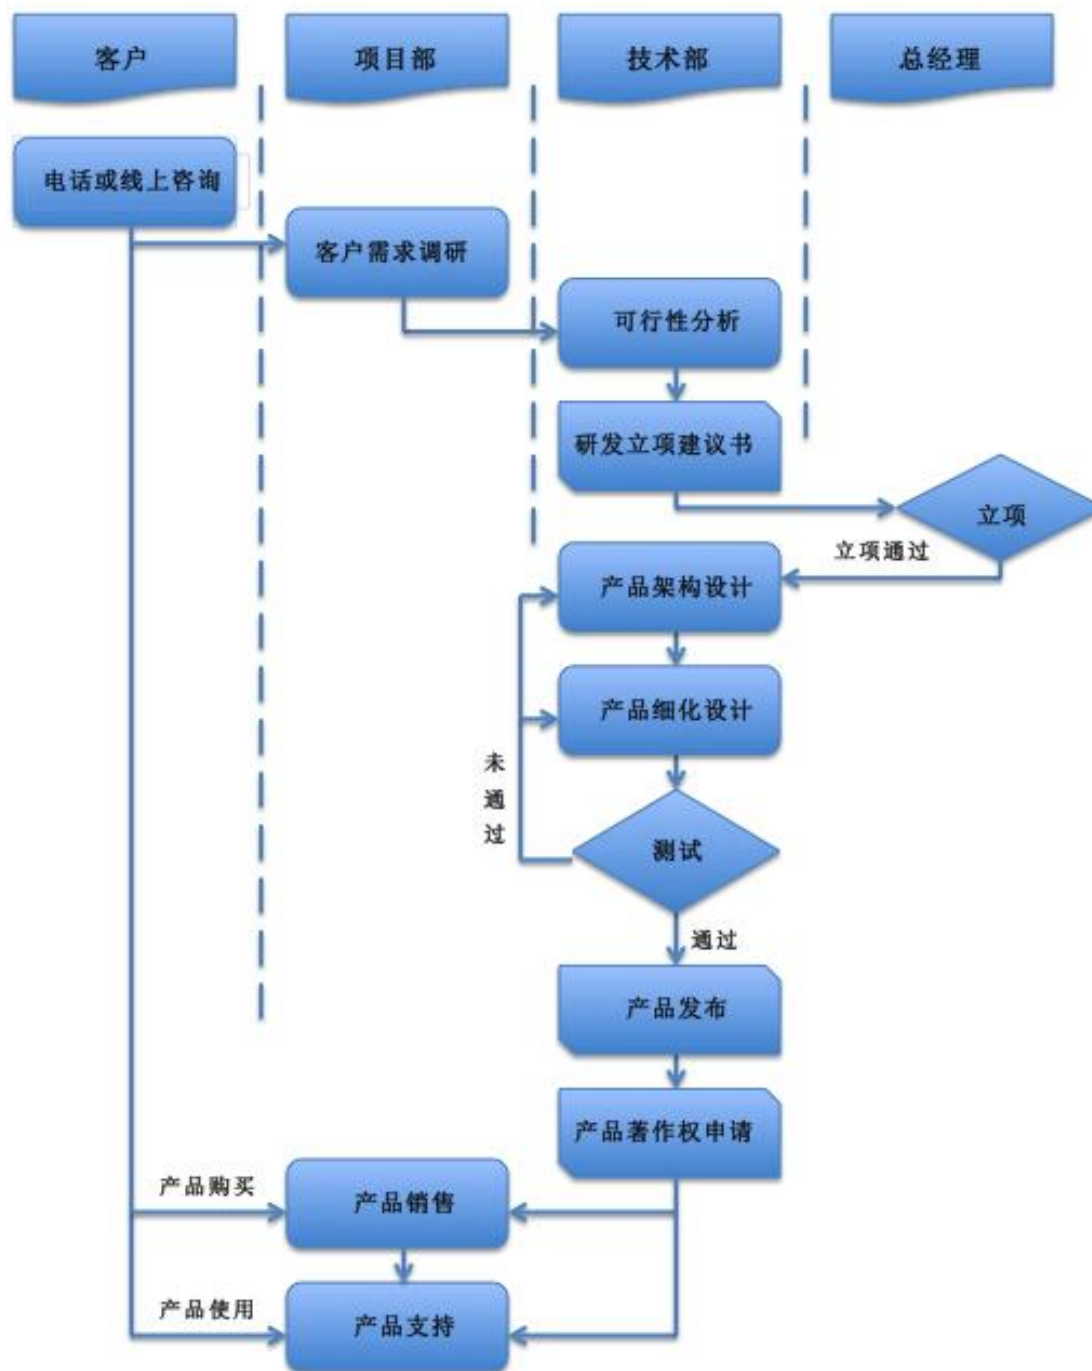 客户
项目部
技术部
总经理
电话或线上咨询
客户需求调研
可行性分析
研发立项建议书
立项
立项通过
产品架构设计
产品细化设计
未
通
过
测试
通过
产品发布
产品著作权申请
产品购买
产品销售
产品使用
产品支持